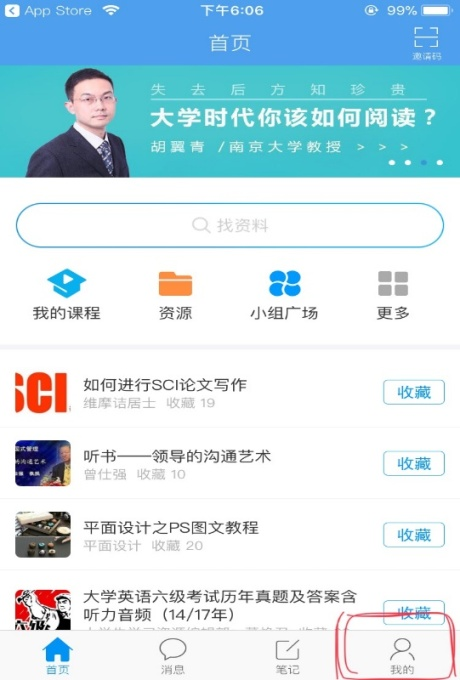 App Store
下午6:06
99%
首页
邀请码
失去后方知珍贵
大学时代你该如何阅读？
胡翼青 /南京大学教授 > > >
找资料
我的课程
资源
小组广场
更多
SCI
如何进行SCI论文写作
维摩诘居士 收藏 19
收藏
听书——领导的沟通艺术
曾仕强 收藏 10
收藏
平面设计之PS图文教程
平面设计 收藏 20
收藏
大学英语六级考试历年真题及答案含
听力音频（14/17年）
收藏
首页
消息
笔记
我的